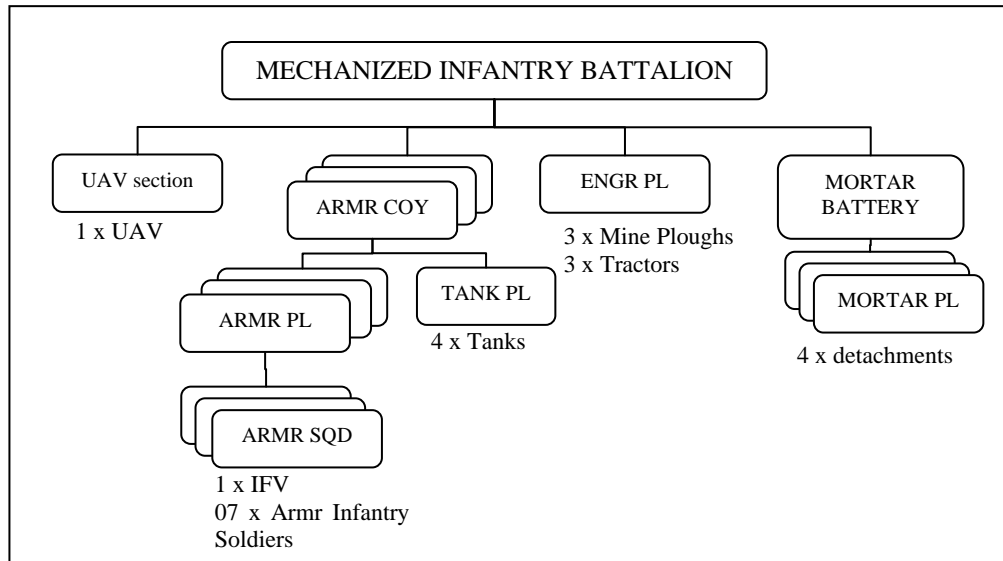 MECHANIZED INFANTRY BATTALION
UAV section
1 x UAV
ARMR COY
ENGR PL
3 x Mine Ploughs
3 x Tractors
MORTAR
BATTERY
ARMR PL
TANK PL
4 x Tanks
MORTAR PL
4 x detachments
ARMR SQD
1 x IFV
07 x Armr Infantry
Soldiers